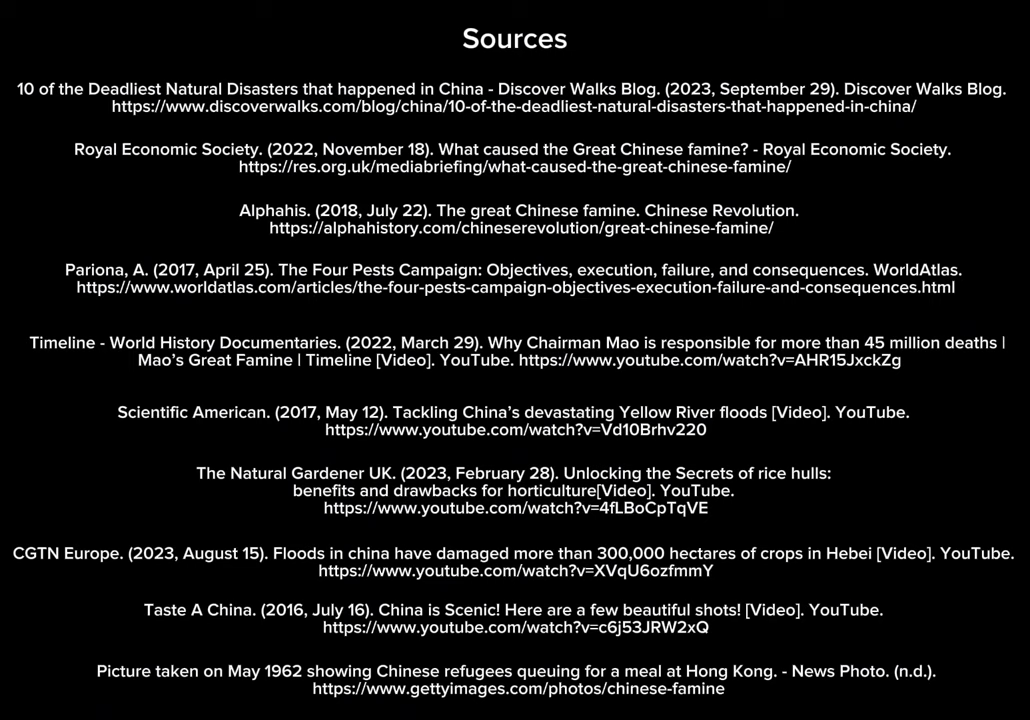 Sources
10 of the Deadliest Natural Disasters that happened in China - Discover Walks Blog. (2023, September 29). Discover Walks Blog.
https://www.discoverwalks.com/blog/china/10-of-the-deadliest-natural-disasters-that-happened-in-china/
Royal Economic Society. (2022, November 18). What caused the Great Chinese famine? - Royal Economic Society.
https://res.org.uk/mediabriefing/what-caused-the-great-chinese-famine/
Alphahis. (2018, July 22). The great Chinese famine. Chinese Revolution.
https://alphahistory.com/chineserevolution/great-chinese-famine/
Pariona, A. (2017, April 25). The Four Pests Campaign: Objectives, execution, failure, and consequences. WorldAtlas.
https://www.worldatlas.com/articles/the-four-pests-campaign-objectives-execution-failure-and-consequences.html
Timeline - World History Documentaries. (2022, March 29). Why Chairman Mao is responsible for more than 45 million deaths |
Mao's Great Famine | Timeline [Video]. YouTube. https://www.youtube.com/watch?v=AHR15JxckZg
Scientific American. (2017, May 12). Tackling China's devastating Yellow River floods [Video]. YouTube.
https://www.youtube.com/watch?v=Vd10Brhv220
The Natural Gardener UK. (2023, February 28). Unlocking the Secrets of rice hulls:
benefits and drawbacks for horticulture[Video]. YouTube.
https://www.youtube.com/watch?v=4fLBoCpTqVE
CGTN Europe. (2023, August 15). Floods in china have damaged more than 300,000 hectares of crops in Hebei [Video]. YouTube.
https://www.youtube.com/watch?v=XVqU6ozfmmY
Taste A China. (2016, July 16). China is Scenic! Here are a few beautiful shots! [Video]. YouTube.
https://www.youtube.com/watch?v=c6j53JRW2xQ
Picture taken on May 1962 showing Chinese refugees queuing for a meal at Hong Kong. - News Photo. (n.d.).
https://www.gettyimages.com/photos/chinese-famine